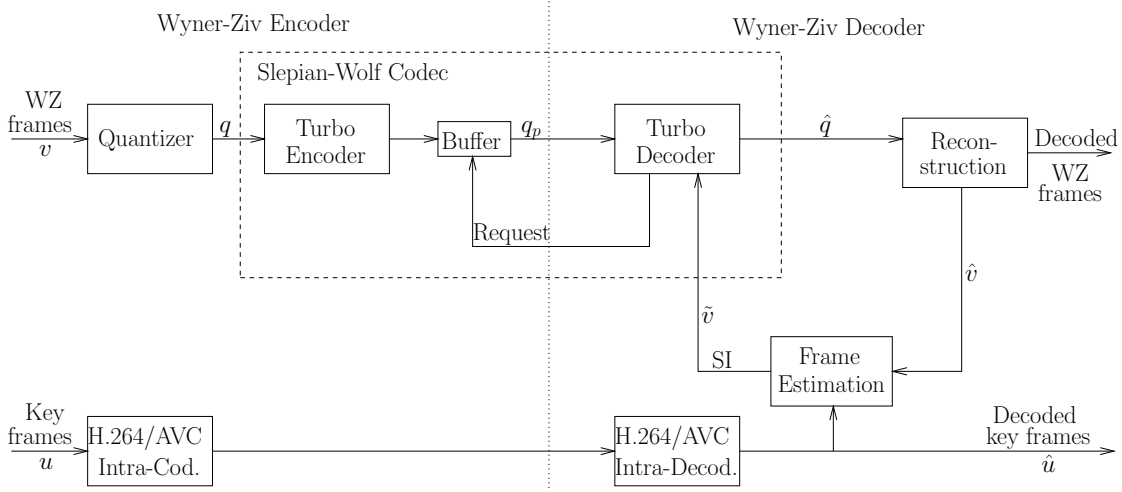 Wyner-Ziv Encoder
Wyner-Ziv Decoder
Slepian-Wolf Codec
WZ
frames
v
Quantizer
q
Turbo
Encoder
Buffer
q_p
Turbo
Decoder
q̂
Recon-
struction
Decoded
WZ
frames
Request
v̂
ṽ
SI
Frame
Estimation
Key
frames
u
H.264/AVC
Intra-Cod.
H.264/AVC
Intra-Decod.
Decoded
key frames
û